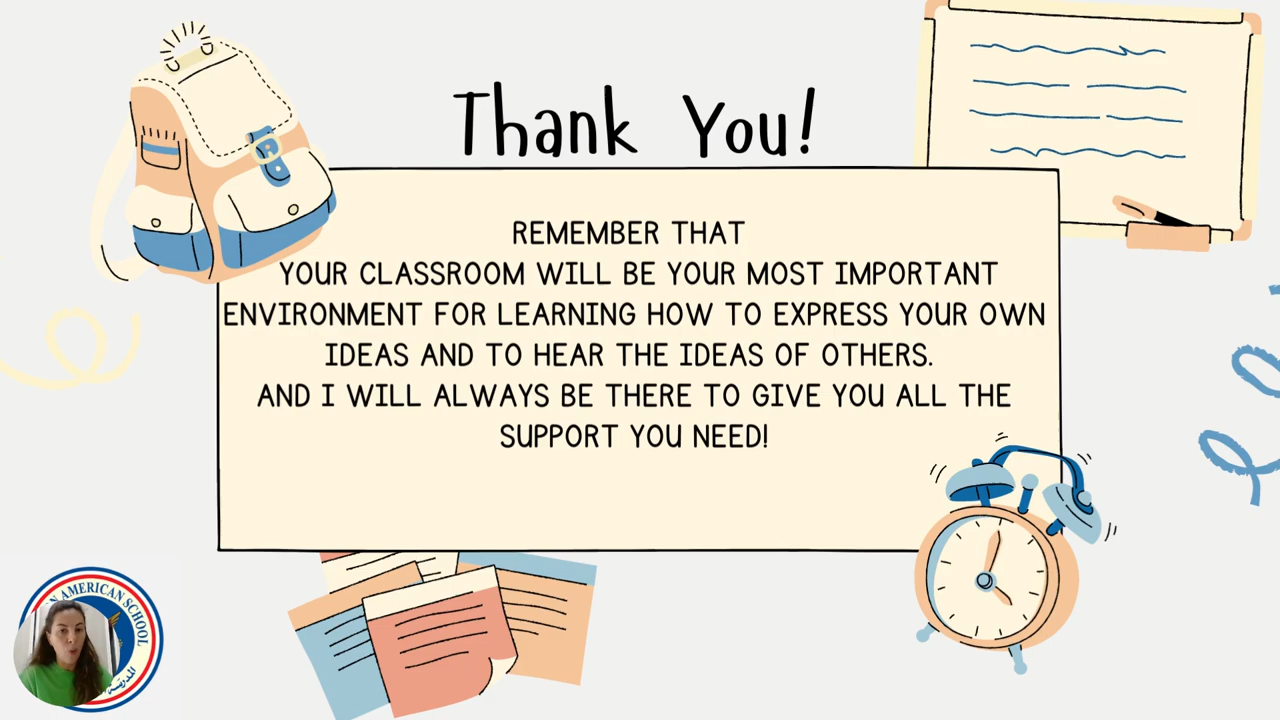 Thank You!
REMEMBER THAT
YOUR CLASSROOM WILL BE YOUR MOST IMPORTANT
ENVIRONMENT FOR LEARNING HOW TO EXPRESS YOUR OWN
IDEAS AND TO HEAR THE IDEAS OF OTHERS.
AND I WILL ALWAYS BE THERE TO GIVE YOU ALL THE
SUPPORT YOU NEED!
AMERICAN SCHOOL